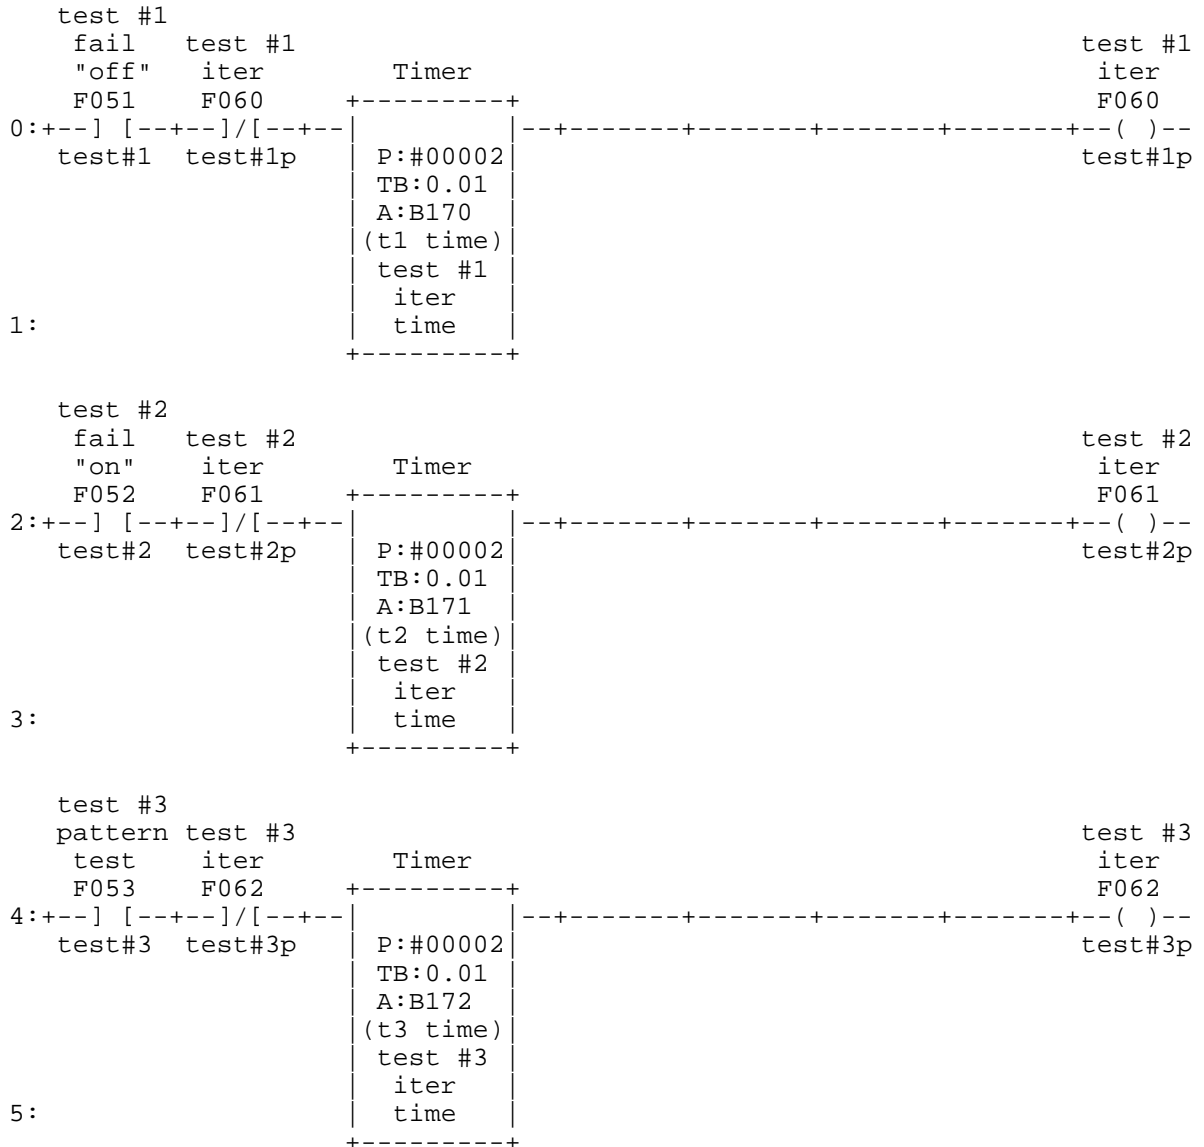 test #1
fail test #1 test #1
"off" iter Timer iter
F051 F060 +---------+ F060
0:+--] [--+--]/[--+--| |--+-------+-------+-------+-------+--( )--
test#1 test#1p | P:#00002| test#1p
| TB:0.01 |
| A:B170 |
|(t1 time)|
| test #1 |
| iter |
1: | time |
+---------+
test #2
fail test #2 test #2
"on" iter Timer iter
F052 F061 +---------+ F061
2:+--] [--+--]/[--+--| |--+-------+-------+-------+-------+--( )--
test#2 test#2p | P:#00002| test#2p
| TB:0.01 |
| A:B171 |
|(t2 time)|
| test #2 |
| iter |
3: | time |
+---------+
test #3
pattern test #3 test #3
test iter Timer iter
F053 F062 +---------+ F062
4:+--] [--+--]/[--+--| |--+-------+-------+-------+-------+--( )--
test#3 test#3p | P:#00002| test#3p
| TB:0.01 |
| A:B172 |
|(t3 time)|
| test #3 |
| iter |
5: | time |
+---------+